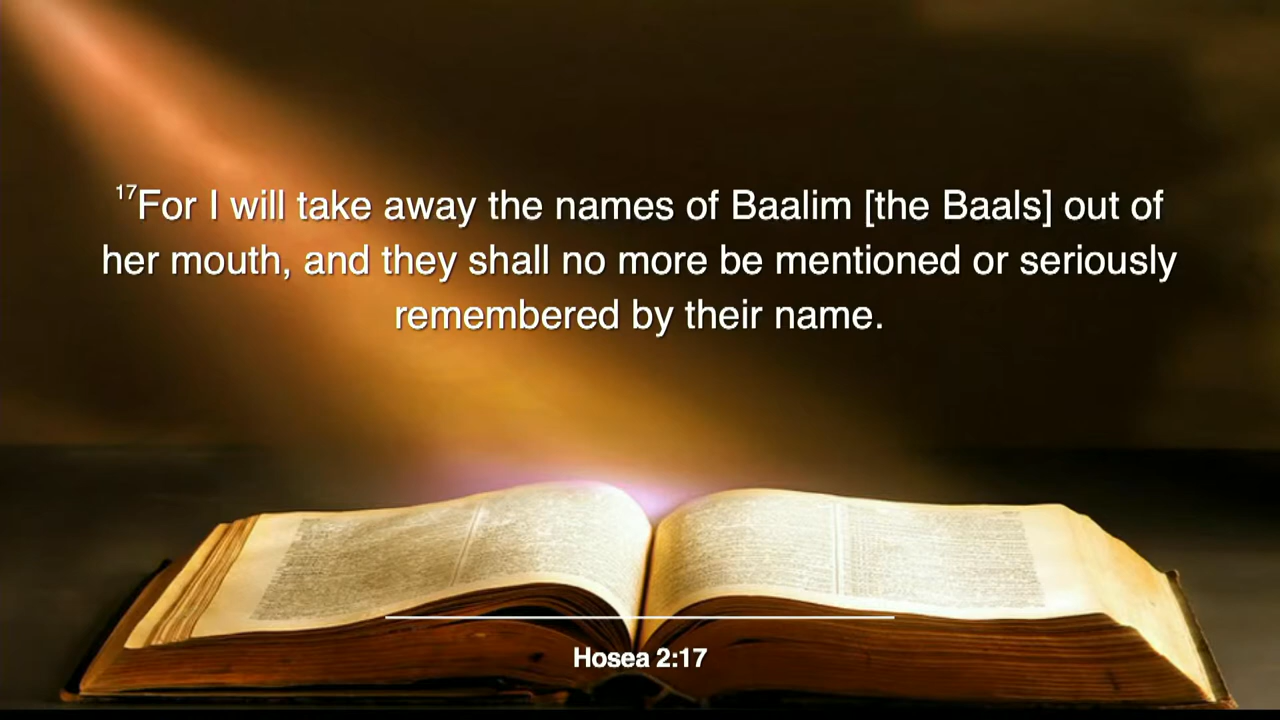 17For I will take away the names of Baalim [the Baals] out of
her mouth, and they shall no more be mentioned or seriously
remembered by their name.
Hosea 2:17